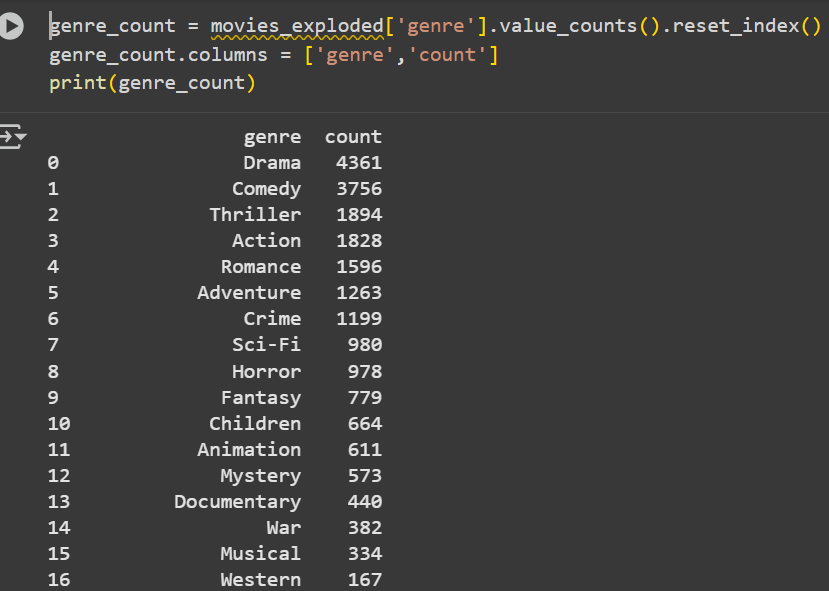 genre_count = movies_exploded['genre'].value_counts().reset_index()
genre_count.columns = ['genre','count']
print(genre_count)
genre count
0 Drama 4361
1 Comedy 3756
2 Thriller 1894
3 Action 1828
4 Romance 1596
5 Adventure 1263
6 Crime 1199
7 Sci-Fi 980
8 Horror 978
9 Fantasy 779
10 Children 664
11 Animation 611
12 Mystery 573
13 Documentary 440
14 War 382
15 Musical 334
16 Western 167